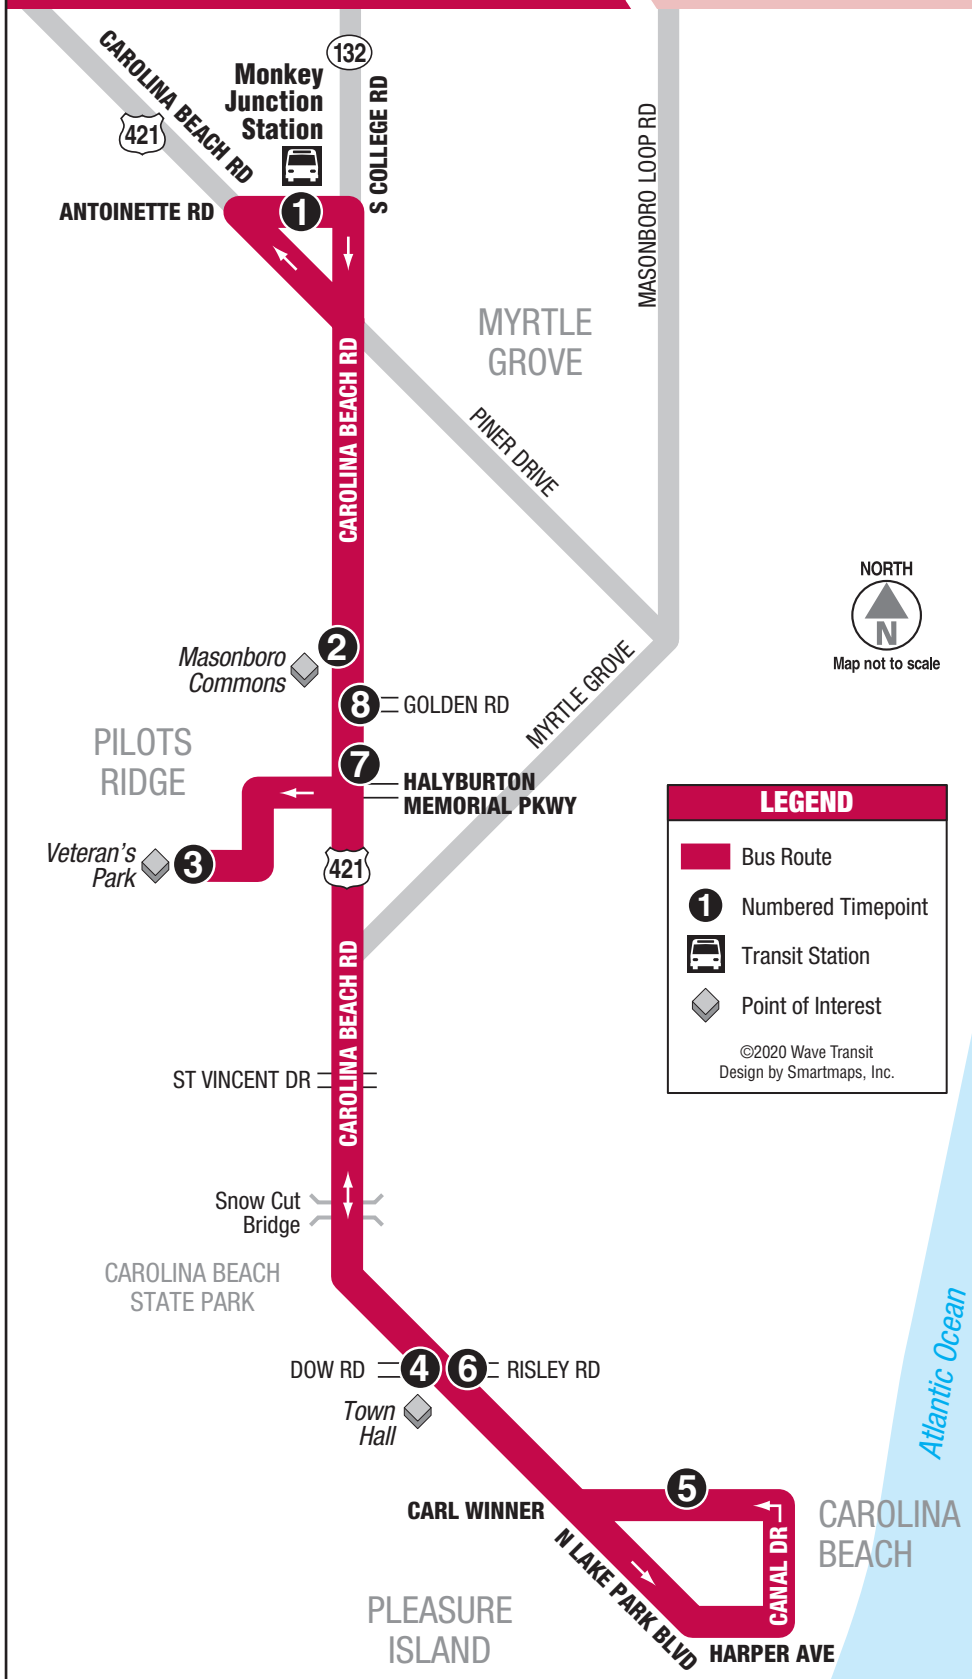 CAROLINA BEACH RD
421
132
Monkey
Junction
Station
S COLLEGE RD
MASONBORO LOOP RD
ANTOINETTE RD
1
MYRTLE
GROVE
CAROLINA BEACH RD
PINER DRIVE
NORTH
N
Map not to scale
2
Masonboro
Commons
8
GOLDEN RD
MYRTLE GROVE
PILOTS
RIDGE
7
HALYBURTON
MEMORIAL PKWY
Veteran's
Park
3
421
LEGEND
Bus Route
1
Numbered Timepoint
Transit Station
Point of Interest
©2020 Wave Transit
Design by Smartmaps, Inc.
CAROLINA BEACH RD
ST VINCENT DR
Snow Cut
Bridge
CAROLINA BEACH
STATE PARK
DOW RD
4
6
RISLEY RD
Town
Hall
Atlantic Ocean
5
CARL WINNER
CAROLINA
BEACH
CANAL DR
N LAKE PARK BLVD
PLEASURE
ISLAND
HARPER AVE